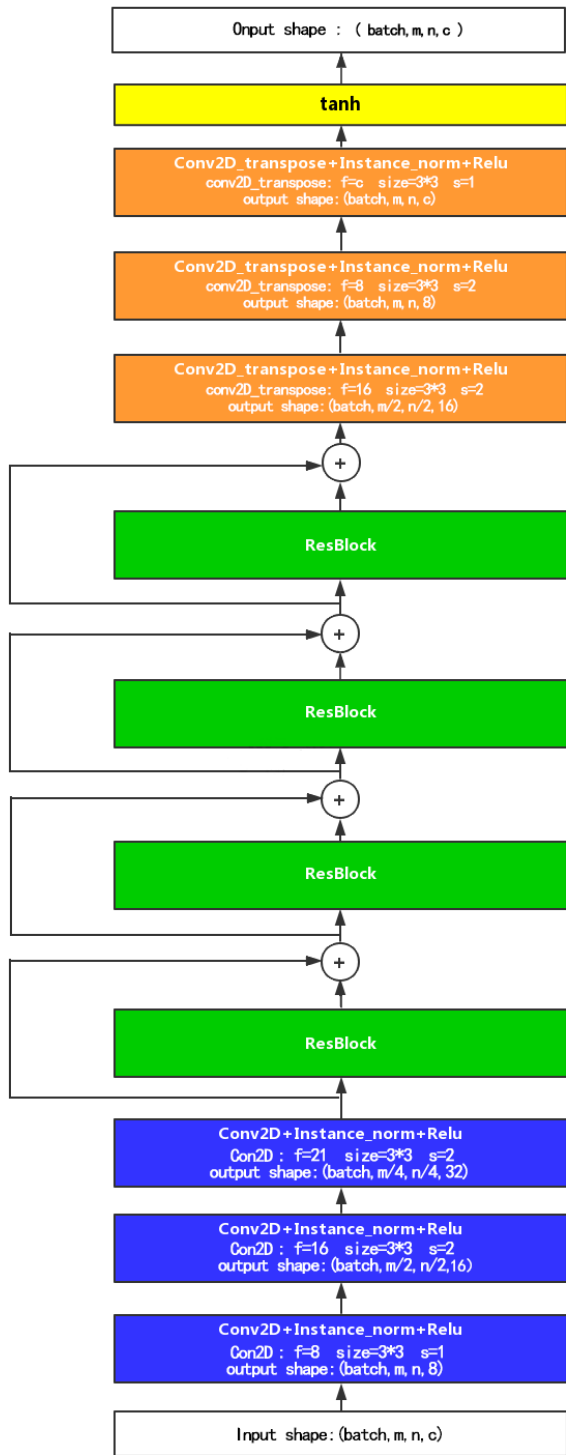 Onput shape : ( batch,m,n,c )
tanh
Conv2D_transpose+Instance_norm+Relu
conv2D_transpose: f=c size=3*3 s=1
output shape:(batch,m,n,c)
Conv2D_transpose+Instance_norm+Relu
conv2D_transpose: f=8 size=3*3 s=2
output shape:(batch,m,n,8)
Conv2D_transpose+Instance_norm+Relu
conv2D_transpose: f=16 size=3*3 s=2
output shape:(batch,m/2,n/2,16)
+
ResBlock
+
ResBlock
+
ResBlock
+
ResBlock
Conv2D+Instance_norm+Relu
Con2D: f=21 size=3*3 s=2
output shape:(batch,m/4,n/4,32)
Conv2D+Instance_norm+Relu
Con2D: f=16 size=3*3 s=2
output shape:(batch,m/2,n/2,16)
Conv2D+Instance_norm+Relu
Con2D: f=8 size=3*3 s=1
output shape:(batch,m,n,8)
Input shape:(batch,m,n,c)